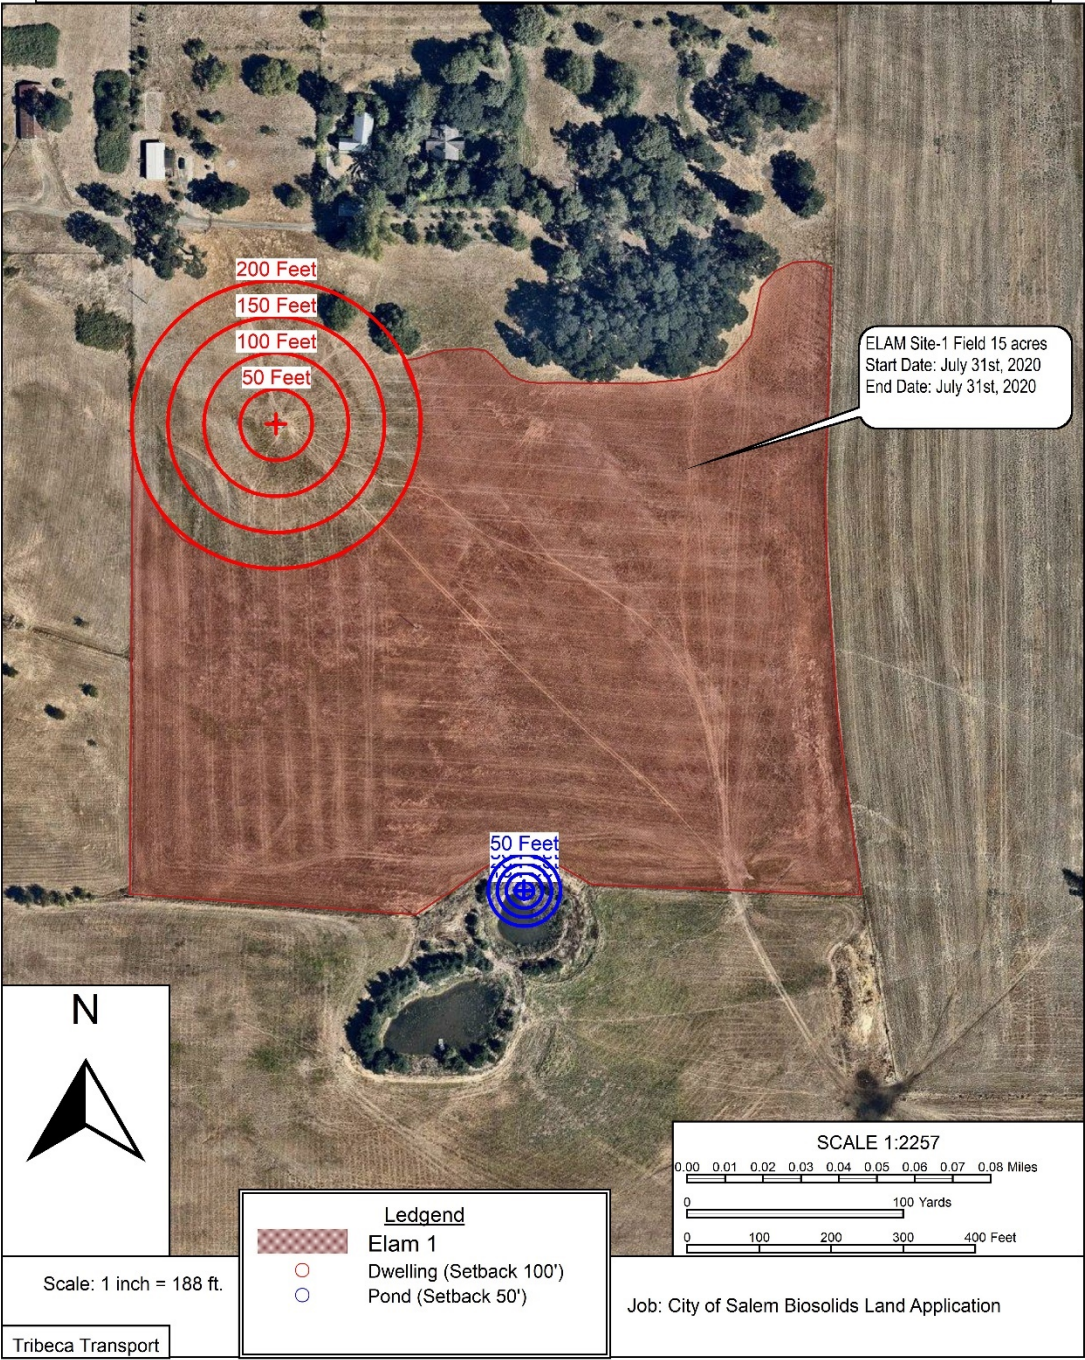 200 Feet
150 Feet
100 Feet
50 Feet
ELAM Site-1 Field 15 acres
Start Date: July 31st, 2020
End Date: July 31st, 2020
50 Feet
N
SCALE 1:2257
0.00 0.01 0.02 0.03 0.04 0.05 0.06 0.07 0.08 Miles
0 100 Yards
0 100 200 300 400 Feet
Ledgend
Elam 1
Dwelling (Setback 100')
Pond (Setback 50')
Scale: 1 inch = 188 ft.
Job: City of Salem Biosolids Land Application
Tribeca Transport